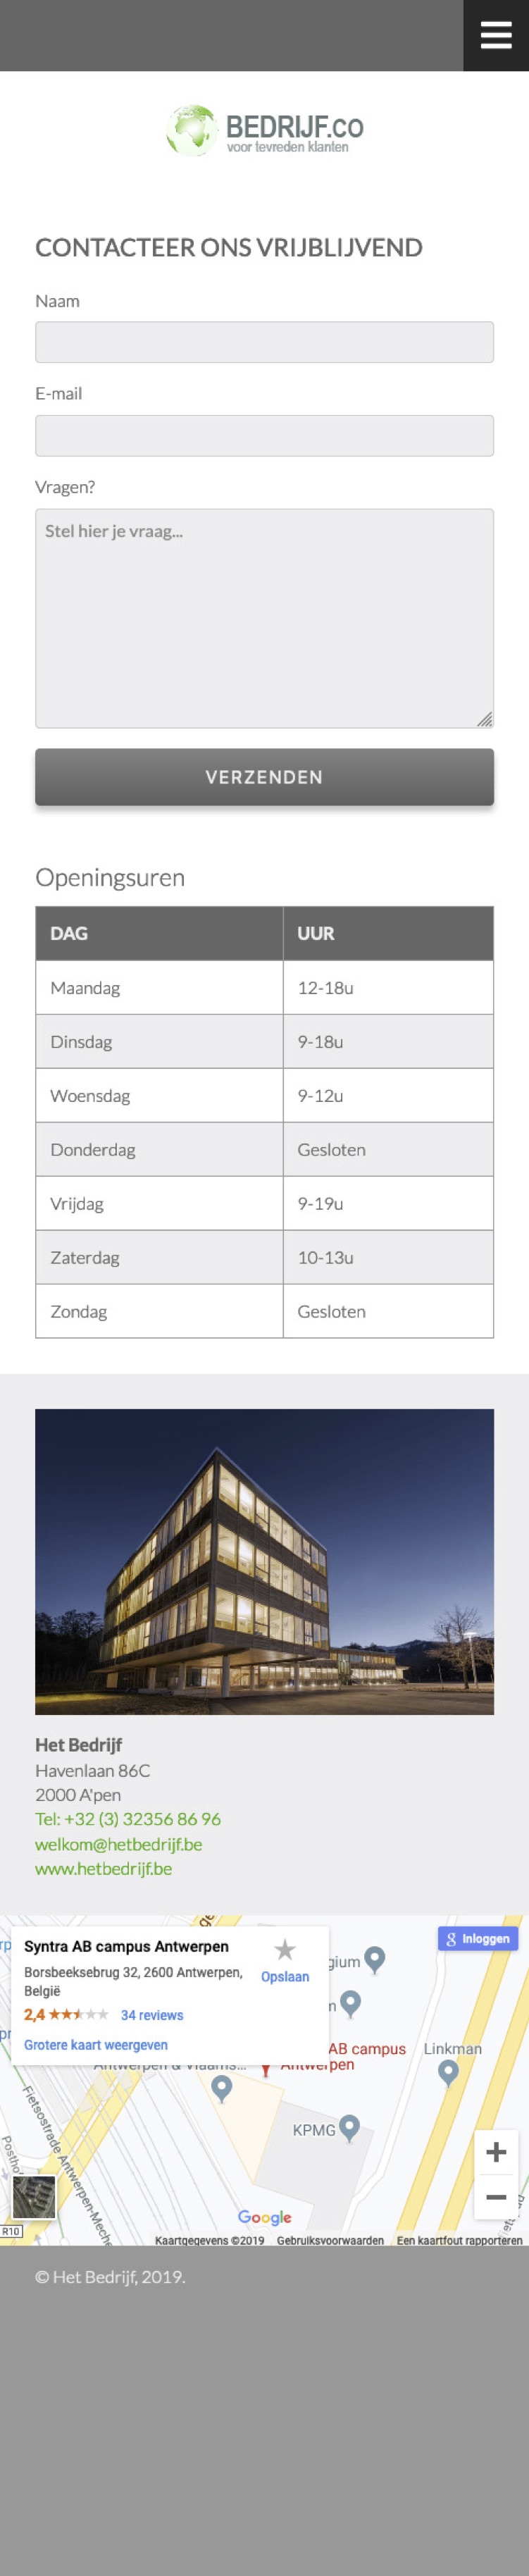 BEDRIJF.CO
voor tevreden klanten
CONTACTEER ONS VRIJBLIJVEND
Naam
E-mail
Vragen?
Stel hier je vraag...
VERZENDEN
Openingsuren
DAG UUR
Maandag 12-18u
Dinsdag 9-18u
Woensdag 9-12u
Donderdag Gesloten
Vrijdag 9-19u
Zaterdag 10-13u
Zondag Gesloten
Het Bedrijf
Havenlaan 86C
2000 A'pen
Tel: +32 (3) 32356 86 96
welkom@hetbedrijf.be
www.hetbedrijf.be
Syntra AB campus Antwerpen
Borsbeeksebrug 32, 2600 Antwerpen,
België
Opslaan
2,4 34 reviews
Grotere kaart weergeven
Inloggen
gium
AB campus
Antwerpen
Linkman
KPMG
Fietsostrade Antwerpen-Meche
Posthof
R10
Google
Kaartgegevens ©2019 Gebruiksvoorwaarden Een kaartfout rapporteren
© Het Bedrijf, 2019.